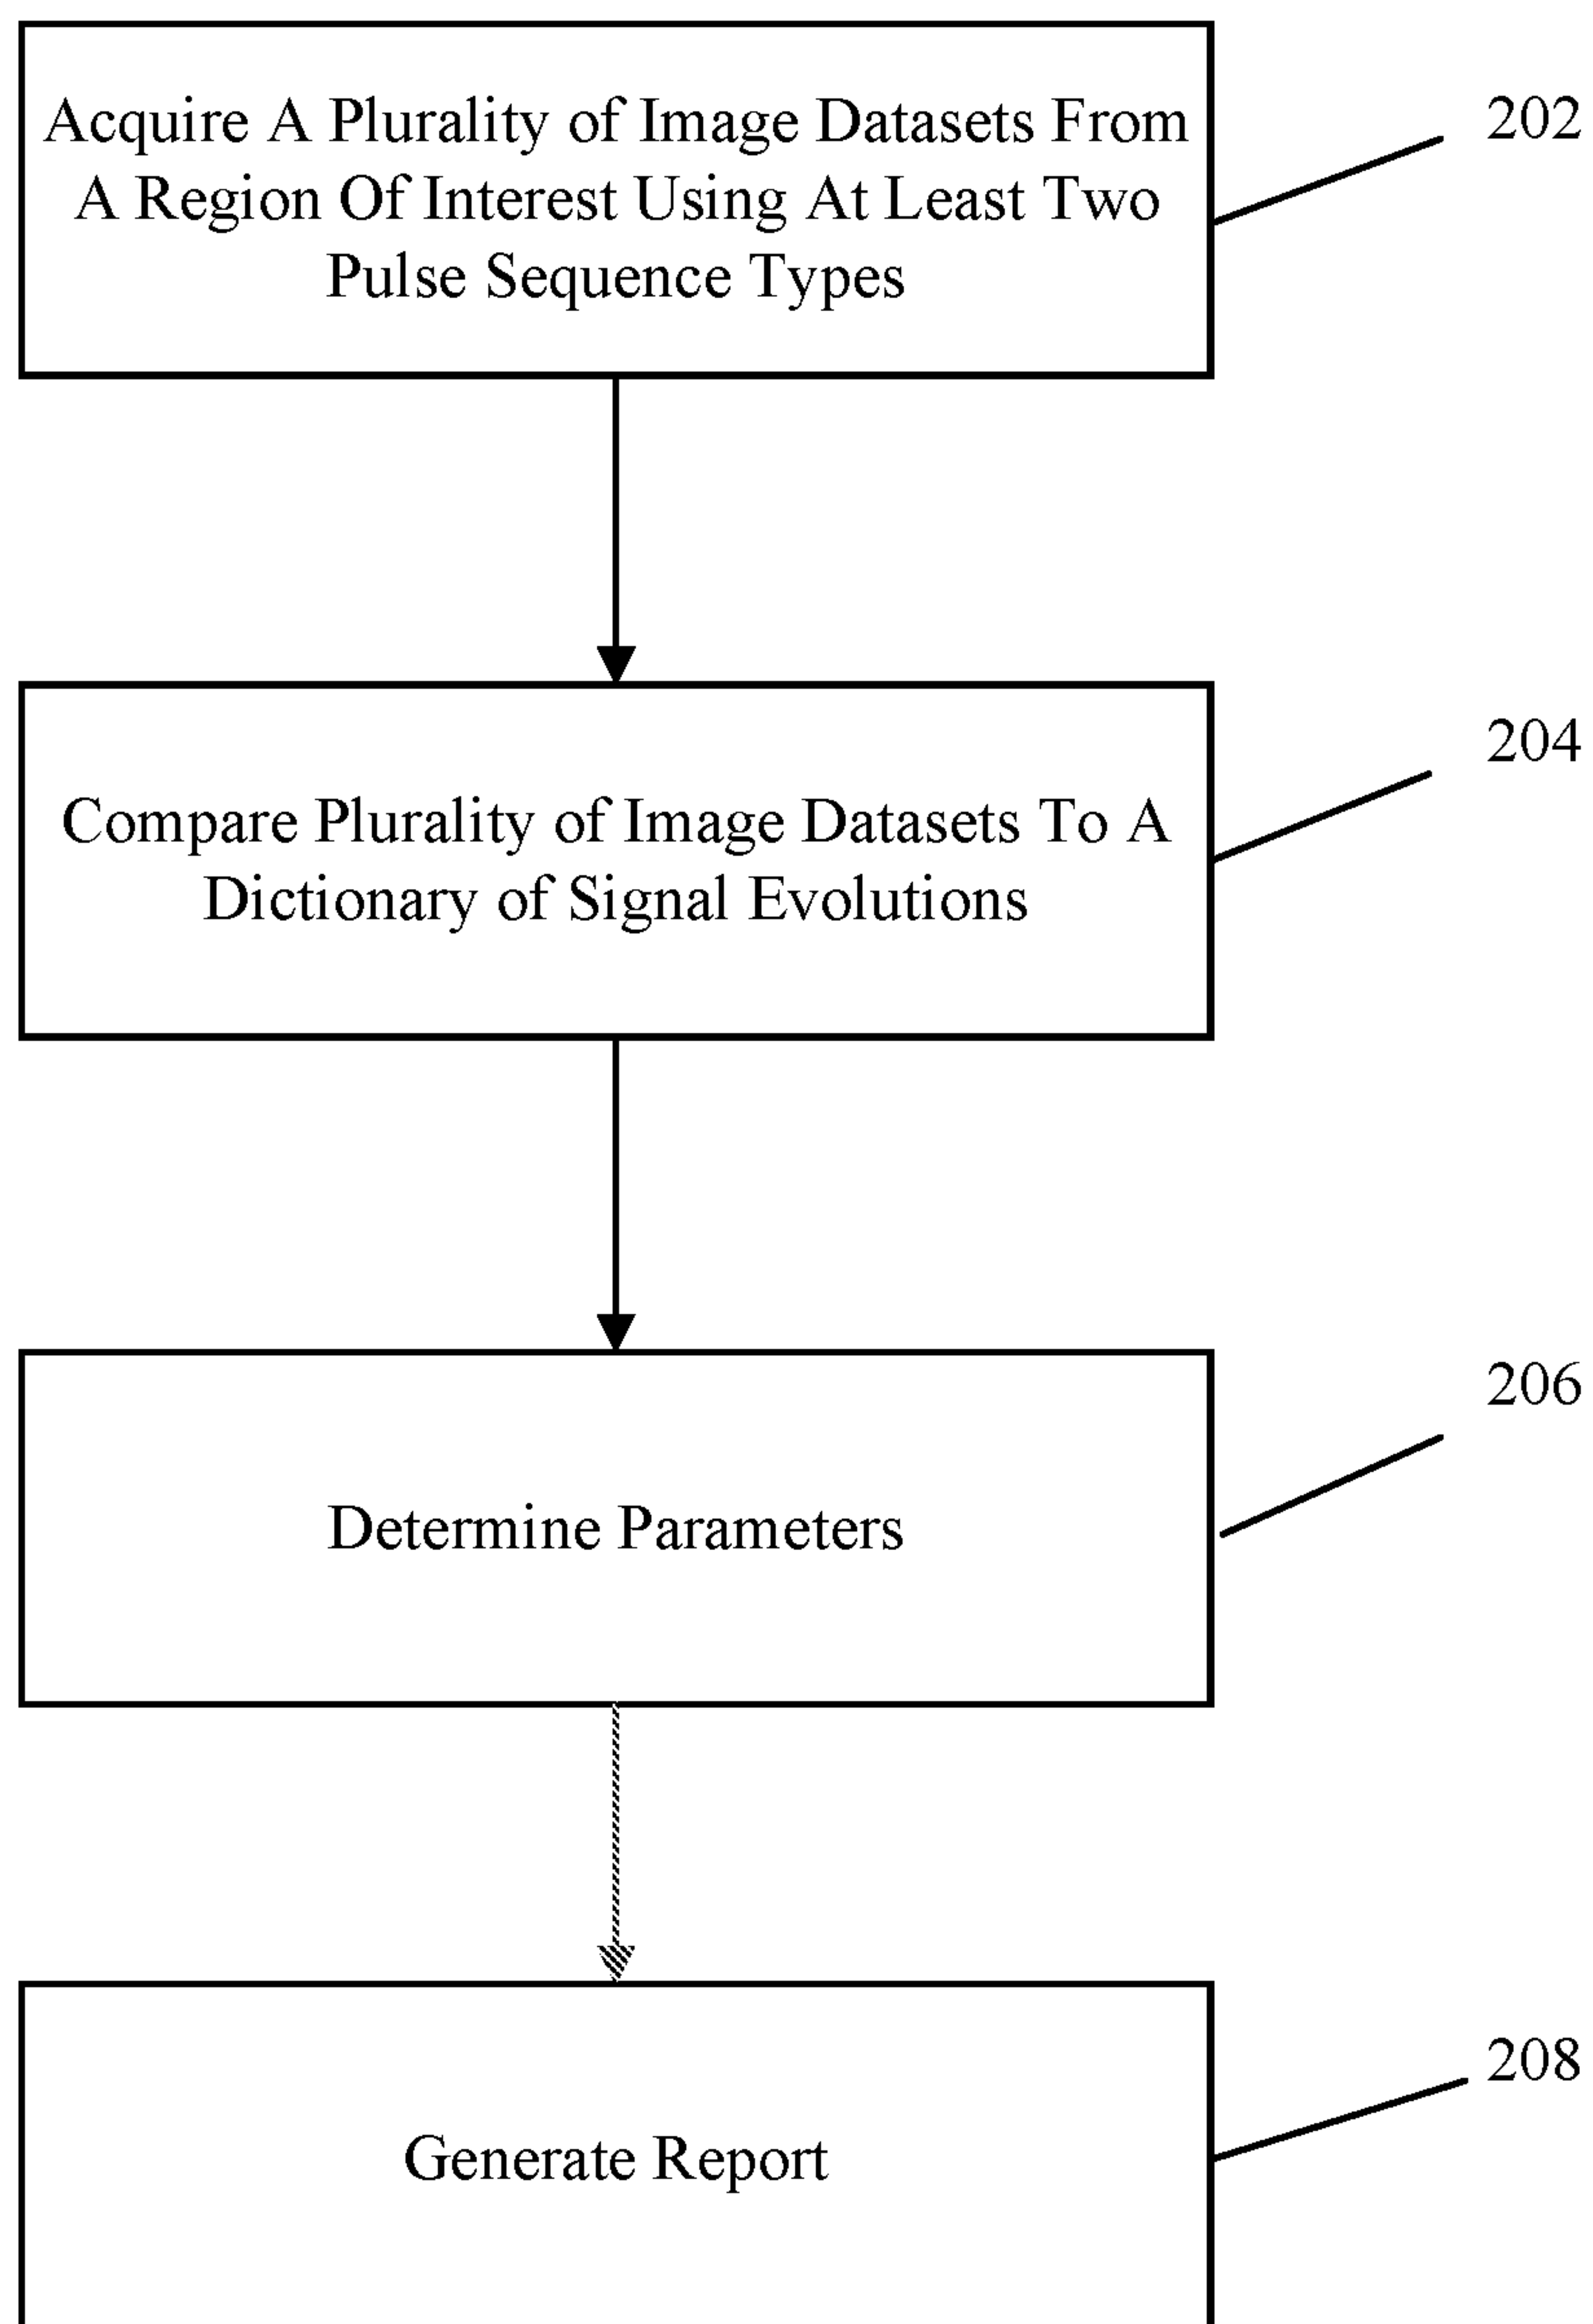 Acquire A Plurality of Image Datasets From
A Region Of Interest Using At Least Two
Pulse Sequence Types
202
Compare Plurality of Image Datasets To A
Dictionary of Signal Evolutions
204
Determine Parameters
206
Generate Report
208